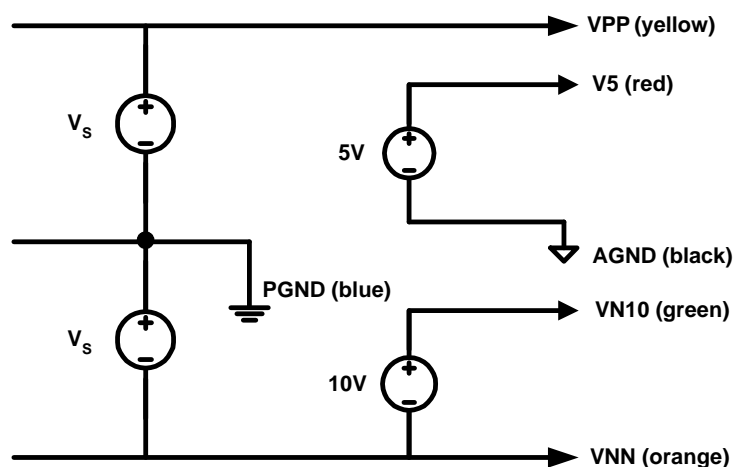 VPP (yellow)
V5 (red)
+
VS
−
+
5V
−
AGND (black)
PGND (blue)
VN10 (green)
+
VS
−
+
10V
−
VNN (orange)